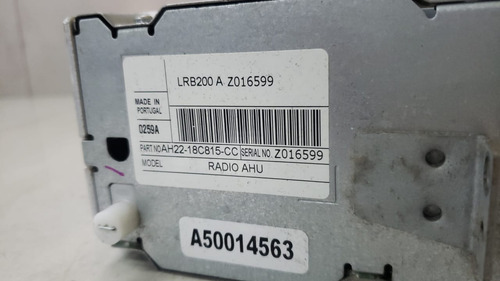 LRB200 A Z016599
MADE IN
PORTUGAL
0259A
PART NO AH22-18C815-CC SERIAL NO. Z016599
MODEL RADIO AHU
A50014563